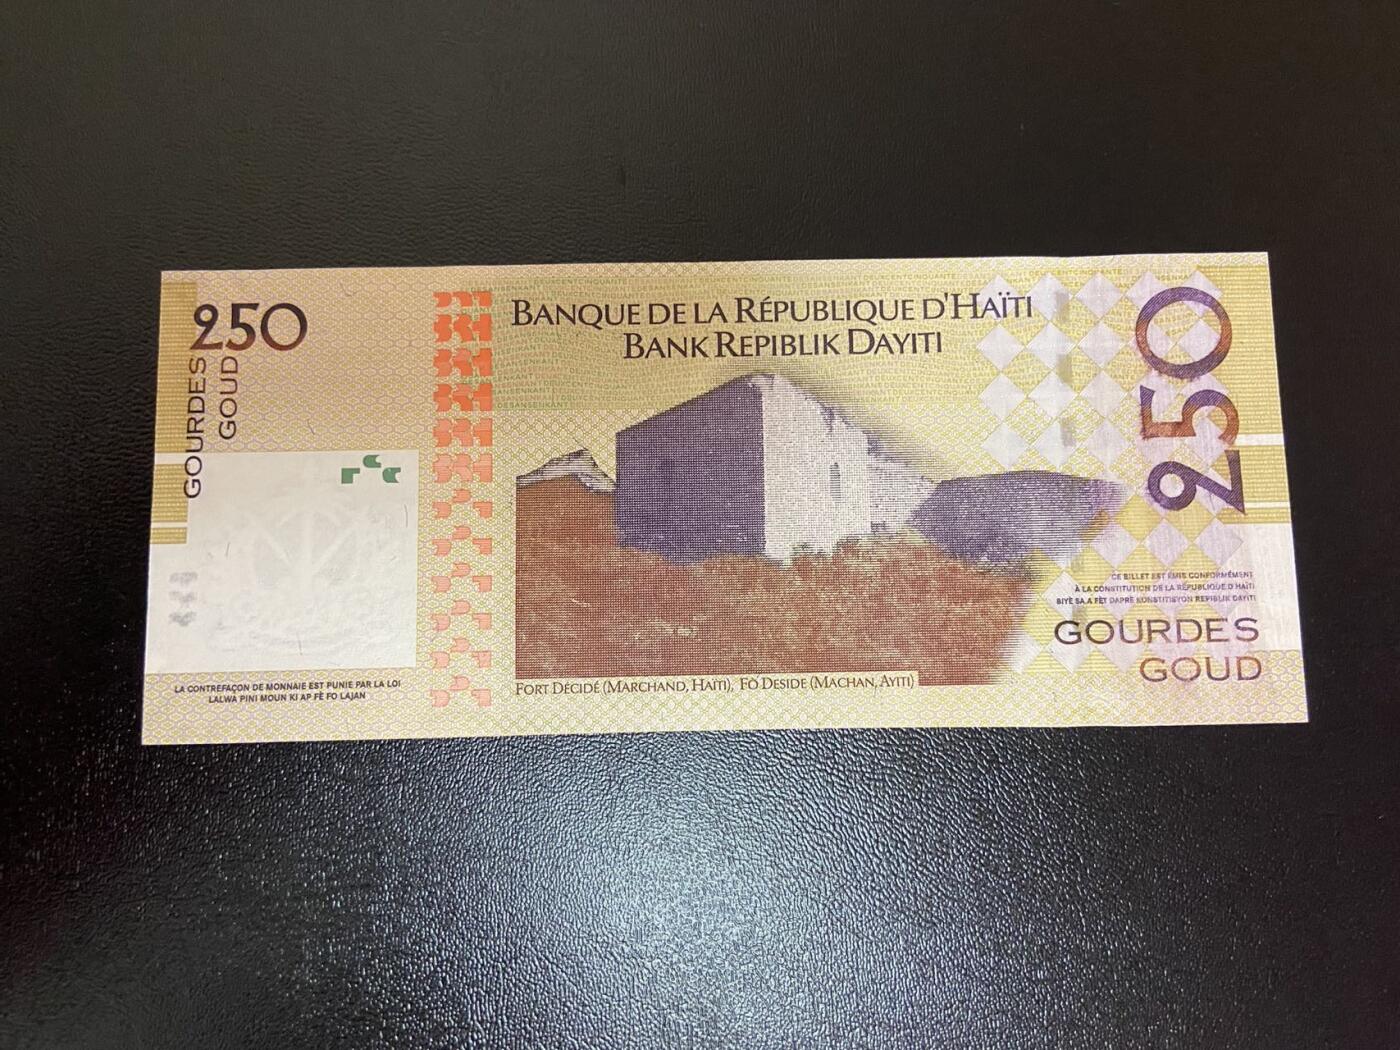 250
GOURDES
GOUD
BANQUE DE LA RÉPUBLIQUE D'HAÏTI
BANK REPIBLIK DAYITI
250
CE BILLET EST ÉMIS CONFORMÉMENT
À LA CONSTITUTION DE LA RÉPUBLIQUE D'HAÏTI
BIYÈ SA.A FÈT DAPRE KONSTITISYON REPIBLIK DAYITI
GOURDES
GOUD
LA CONTREFAÇON DE MONNAIE EST PUNIE PAR LA LOI
LALWA PINI MOUN KI AP FÈ FO LAJAN
FORT DÉCIDÉ (MARCHAND, HAÏTI), FÒ DESIDE (MACHAN, AYITI)